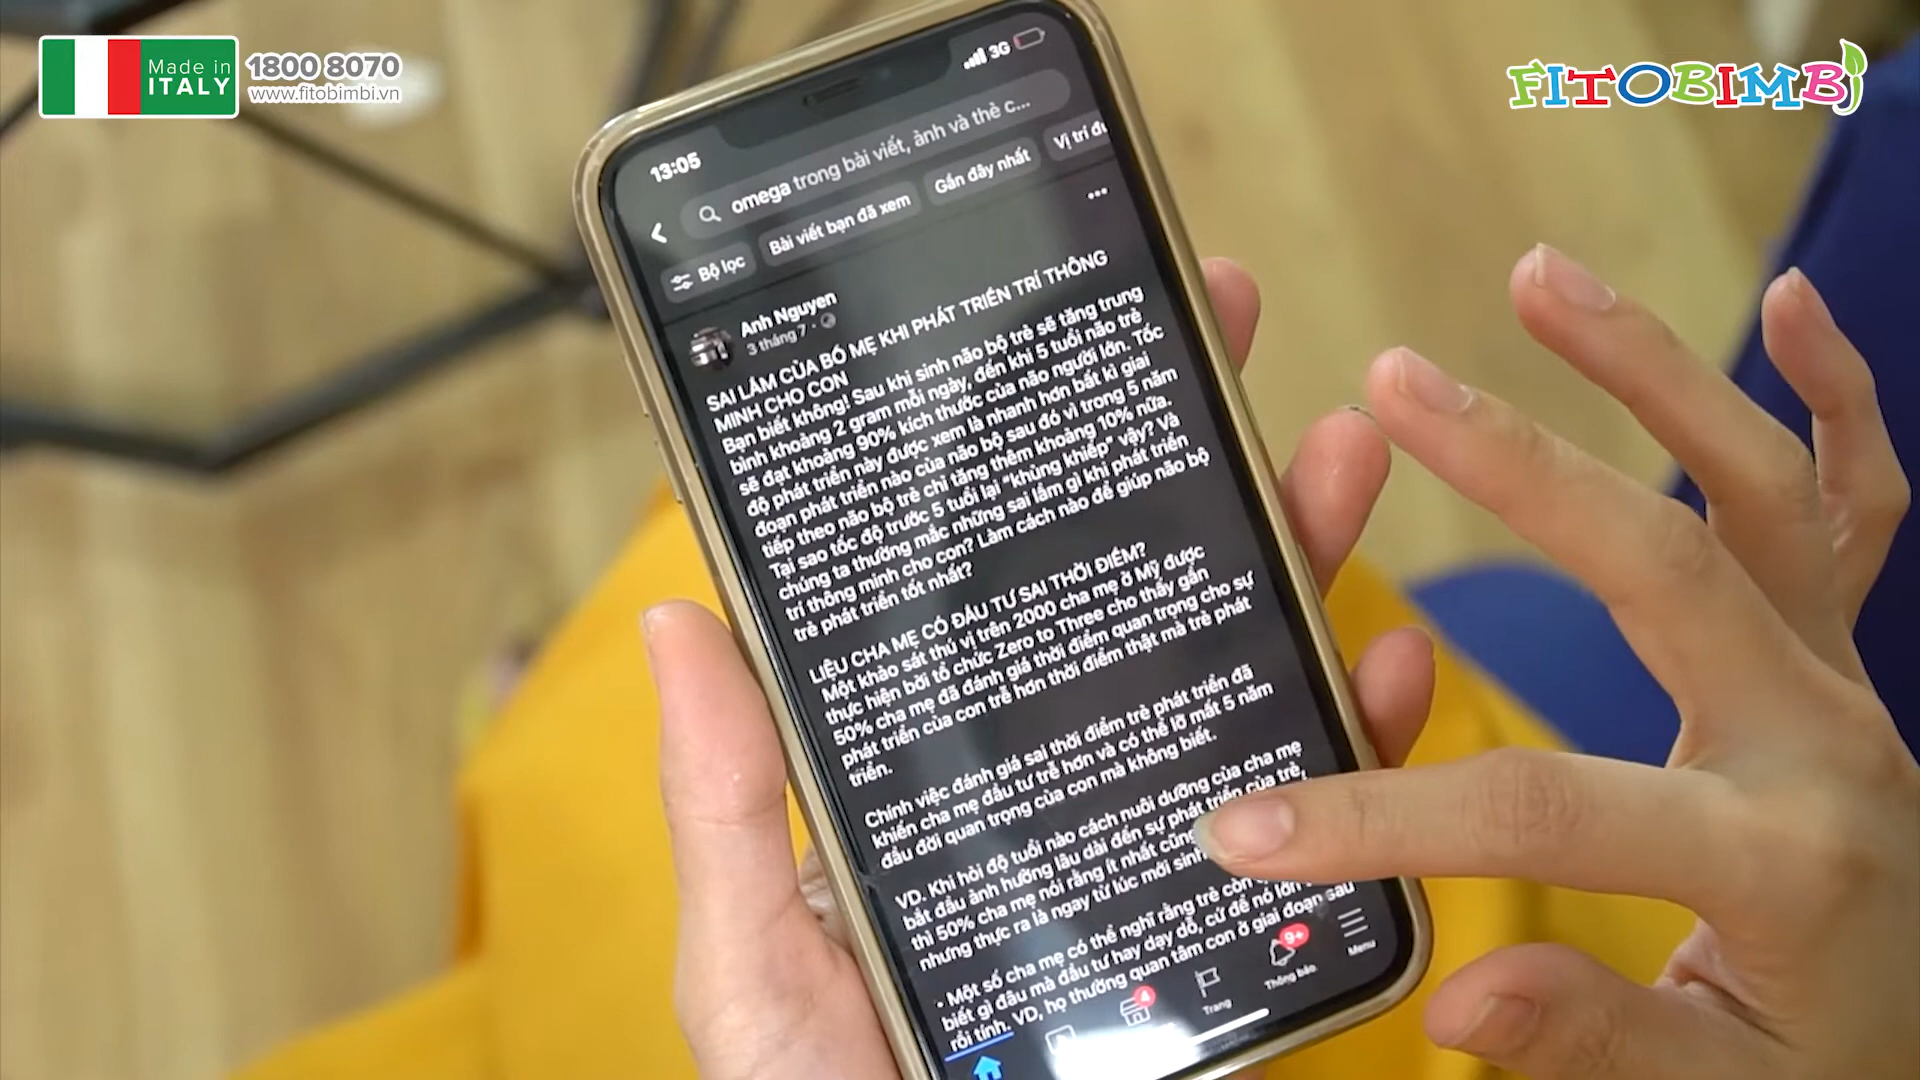 Made in
ITALY
1800 8070
www.fitobimbi.vn
FITOBIMBi
13:05
3G
omega trong bài viết, ảnh và thẻ c...
Bộ lọc
Bài viết bạn đã xem
Gần đây nhất
Vị trí đư
Anh Nguyen
3 tháng 7
SAI LẦM CỦA BỐ MẸ KHI PHÁT TRIỂN TRÍ THÔNG
MINH CHO CON
Bạn biết không! Sau khi sinh não bộ trẻ sẽ tăng trung
bình khoảng 2 gram mỗi ngày, đến khi 5 tuổi não trẻ
sẽ đạt khoảng 90% kích thước của não người lớn. Tốc
độ phát triển này được xem là nhanh hơn bất kì giai
đoạn phát triển nào của não bộ sau đó vì trong 5 năm
tiếp theo não bộ trẻ chỉ tăng thêm khoảng 10% nữa.
Tại sao tốc độ trước 5 tuổi lại "khủng khiếp" vậy? Và
chúng ta thường mắc những sai lầm gì khi phát triển
trí thông minh cho con? Làm cách nào để giúp não bộ
trẻ phát triển tốt nhất?
LIỆU CHA MẸ CÓ ĐẦU TƯ SAI THỜI ĐIỂM?
Một khảo sát thú vị trên 2000 cha mẹ ở Mỹ được
thực hiện bởi tổ chức Zero to Three cho thấy gần
50% cha mẹ đã đánh giá thời điểm quan trọng cho sự
phát triển của con trễ hơn thời điểm thật mà trẻ phát
triển.
Chính việc đánh giá sai thời điểm trẻ phát triển đã
khiến cha mẹ đầu tư trễ hơn và có thể lỡ mất 5 năm
đầu đời quan trọng của con mà không biết.
VD. Khi hỏi độ tuổi nào cách nuôi dưỡng của cha mẹ
bắt đầu ảnh hưởng lâu dài đến sự phát triển của trẻ,
thì 50% cha mẹ nói rằng ít nhất cũng
nhưng thực ra là ngay từ lúc mới sinh
- Một số cha mẹ có thể nghĩ rằng trẻ còn
biết gì đâu mà đầu tư hay dạy dỗ, cứ để nó lớn
rồi tính. VD, họ thường quan tâm con ở giai đoạn sau
4
Trang
9+
Thông báo
Menu